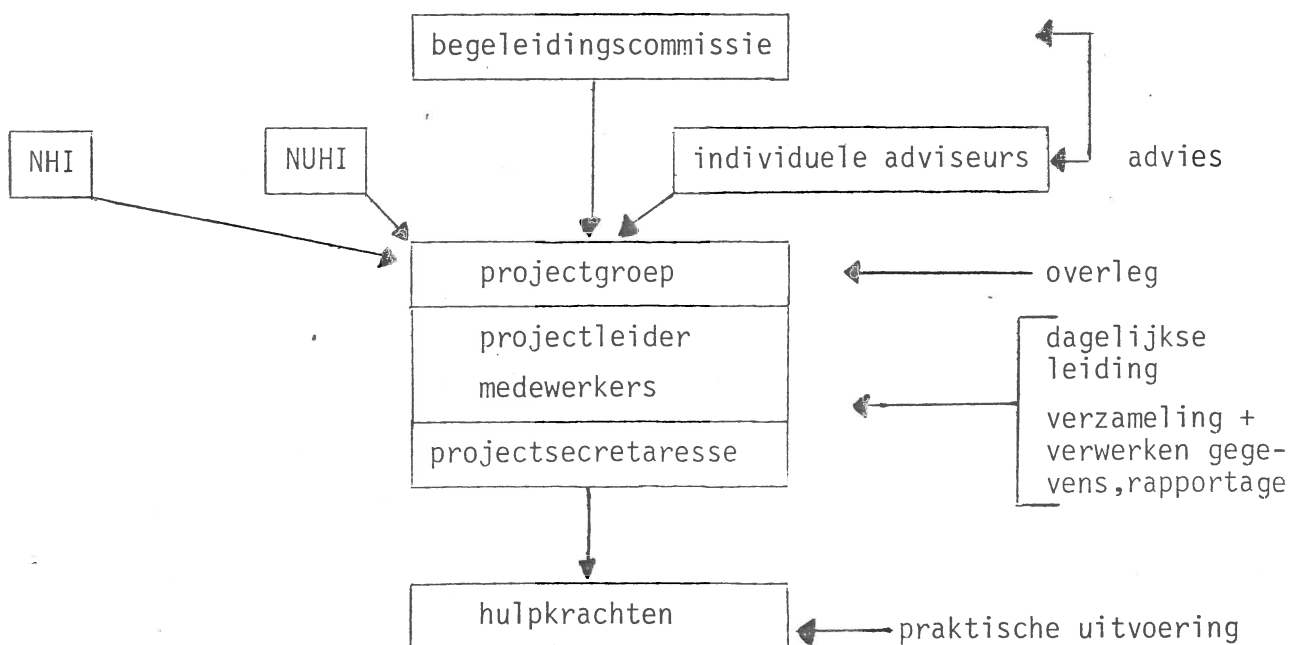 begeleidingscommissie
NHI
NUHI
individuele adviseurs
advies
projectgroep
overleg
projectleider
medewerkers
dagelijkse
leiding
verzameling +
verwerken gege-
vens,rapportage
projectsecretaresse
hulpkrachten
praktische uitvoering